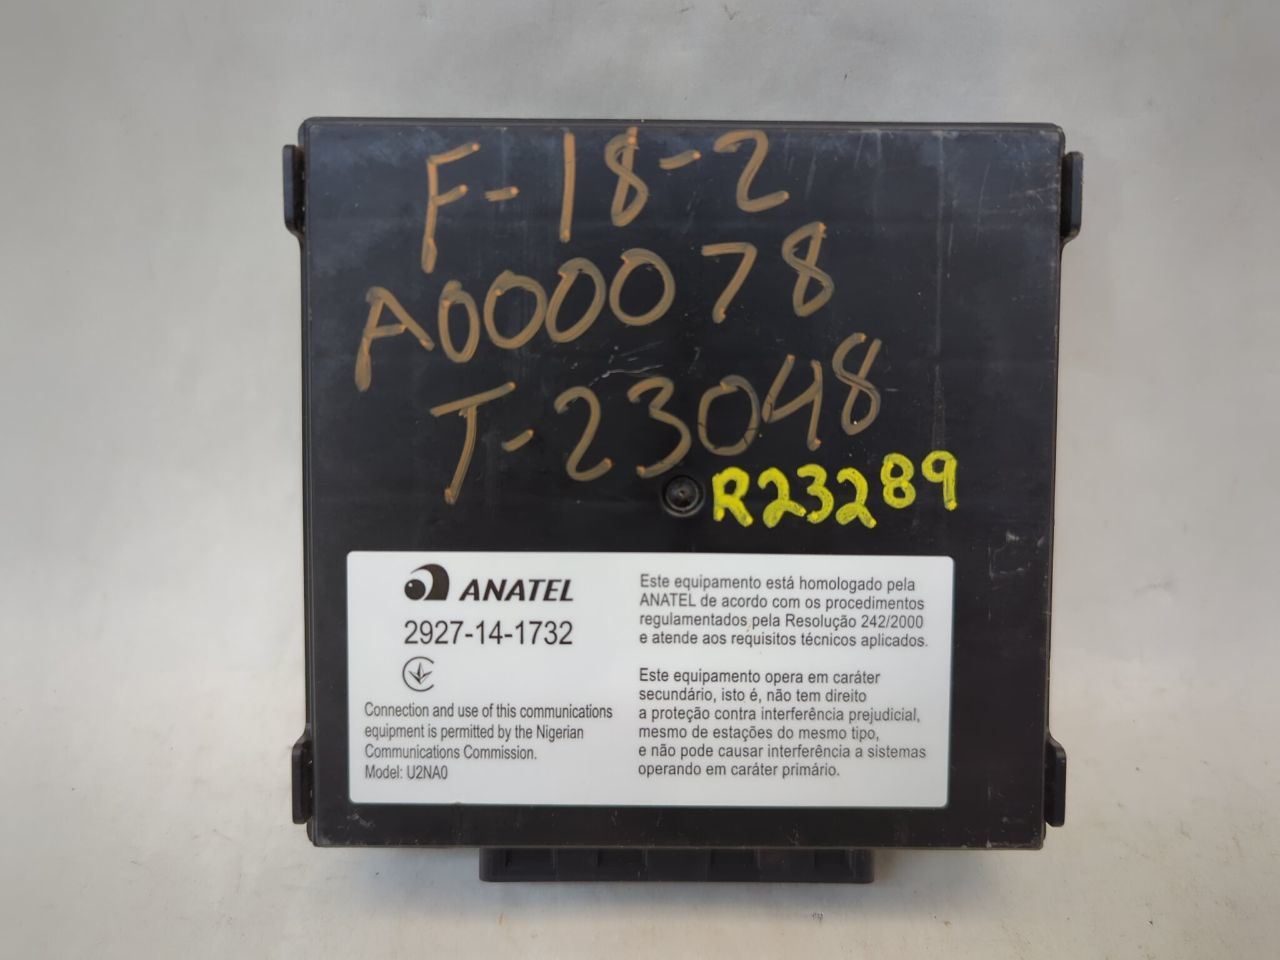 F-18-2
A000078
T-23048
R23289
ANATEL
2927-14-1732
Connection and use of this communications
equipment is permitted by the Nigerian
Communications Commission.
Model: U2NA0
Este equipamento está homologado pela
ANATEL de acordo com os procedimentos
regulamentados pela Resolução 242/2000
e atende aos requisitos técnicos aplicados.
Este equipamento opera em caráter
secundário, isto é, não tem direito
a proteção contra interferência prejudicial,
mesmo de estações do mesmo tipo,
e não pode causar interferência a sistemas
operando em caráter primário.